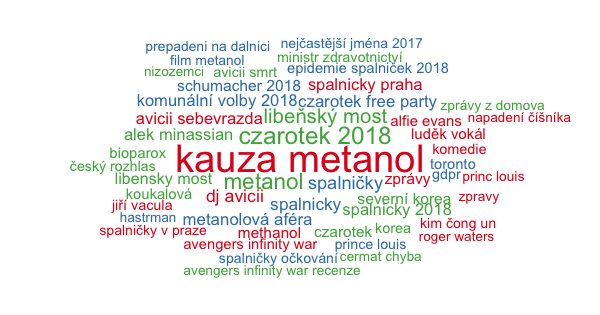 prepadeni na dalnici nejčastější jména 2017
film metanol ministr zdravotnictví
nizozemci avicii smrt epidemie spalniček 2018
schumacher 2018 spalnicky praha
komunální volby 2018 czarotek free party zprávy z domova
avicii sebevrazda libeňský most alfie evans napadení číšníka
alek minassian czarotek 2018 luděk vokál
bioparox kauza metanol komedie
český rozhlas toronto
libensky most metanol spalničky zprávy gdpr princ louis
koukalová dj avicii severní korea zpravy
jiří vacula spalnicky spalnicky 2018
hastrman metanolová aféra kim čong un
spalničky v praze methanol czarotek korea roger waters
avengers infinity war prince louis
spalničky očkování cermat chyba
avengers infinity war recenze